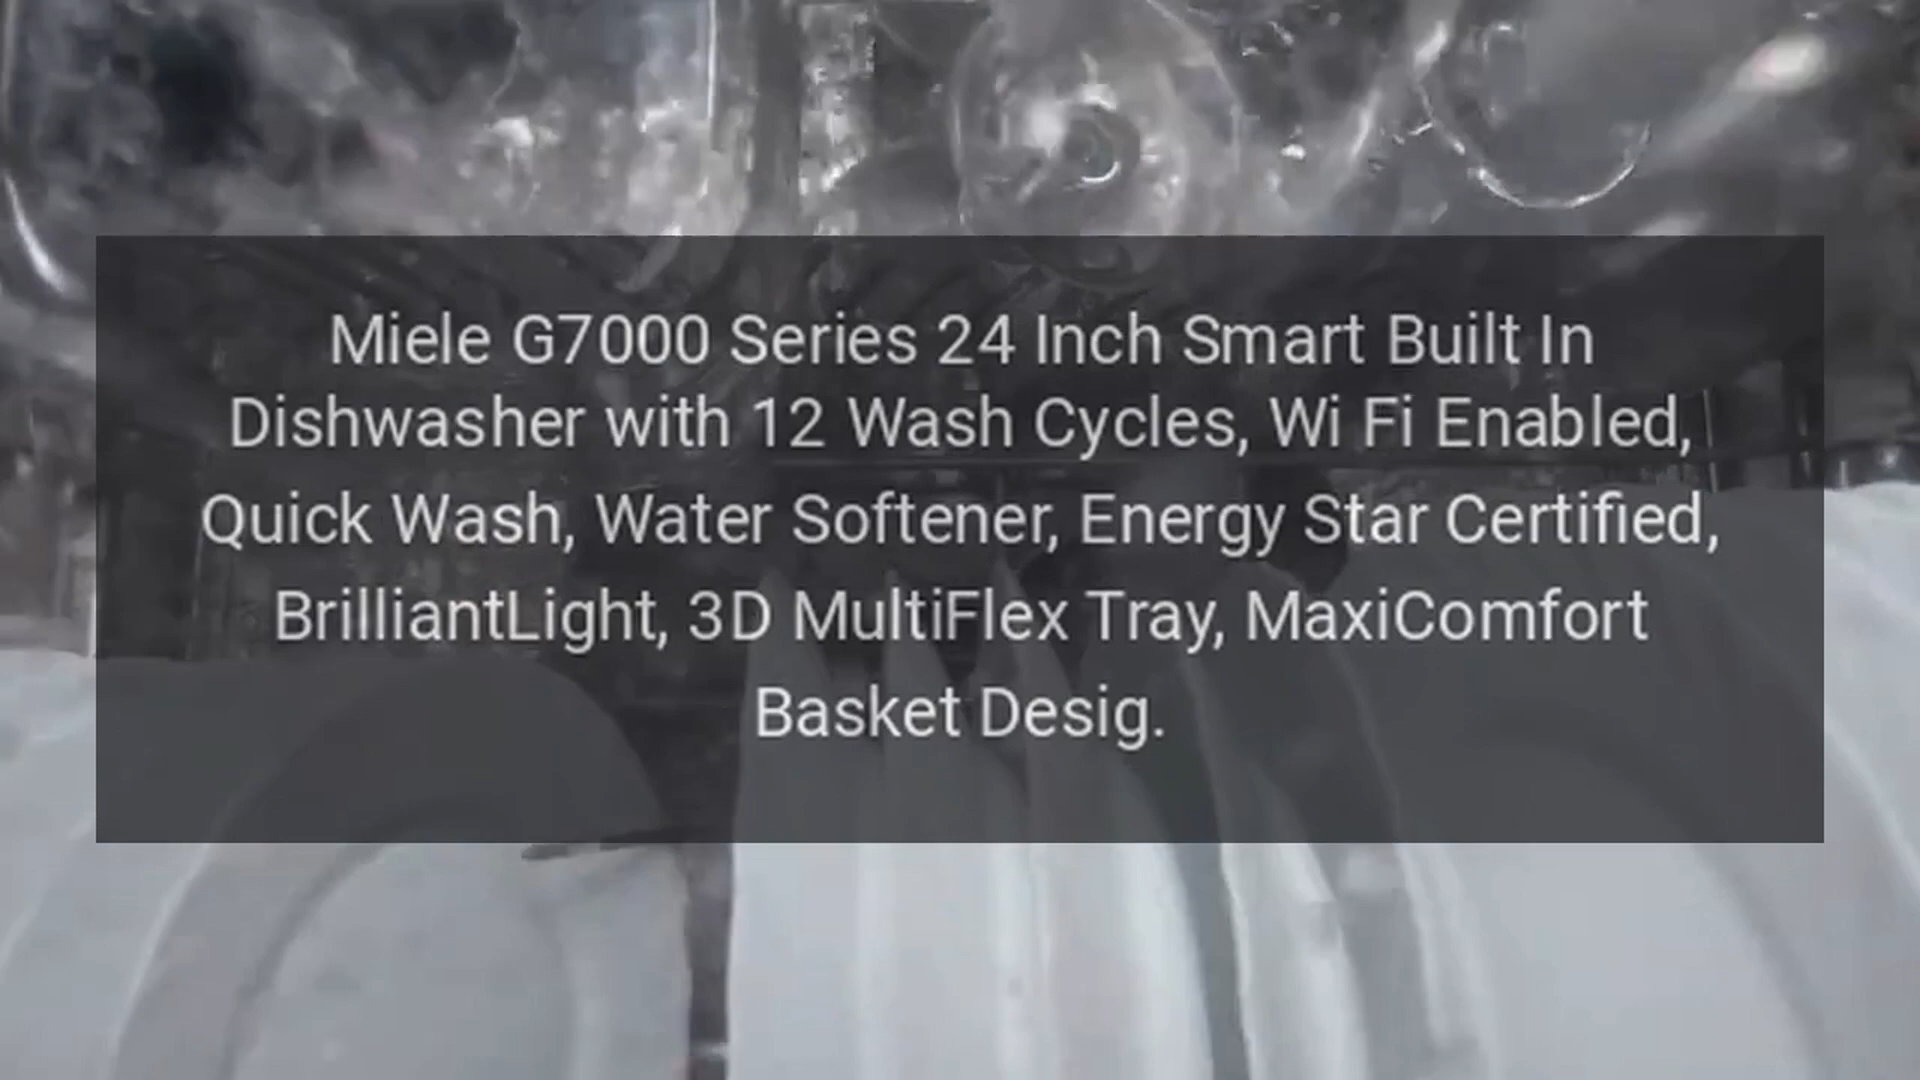 Miele G7000 Series 24 Inch Smart Built In
Dishwasher with 12 Wash Cycles, Wi Fi Enabled,
Quick Wash, Water Softener, Energy Star Certified,
BrilliantLight, 3D MultiFlex Tray, MaxiComfort
Basket Desig.